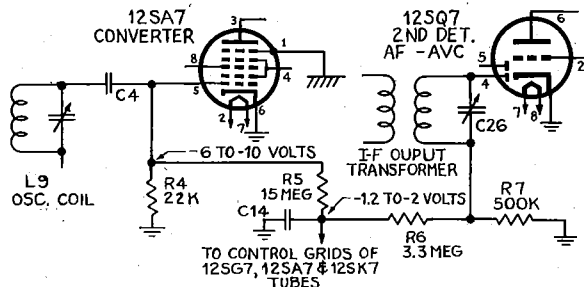 12SA7
CONVERTER
3
1
8
4
5
2
7
6
C4
L9
OSC. COIL
-6 TO-10 VOLTS
R4
22K
R5
15 MEG
C14
-1.2 TO-2 VOLTS
TO CONTROL GRIDS OF
12SG7, 12SA7 & 12SK7
TUBES
12SQ7
2ND DET.
AF -AVC
6
5
4
2
7
8
C26
I-F OUPUT
TRANSFORMER
R6
3.3 MEG
R7
500K